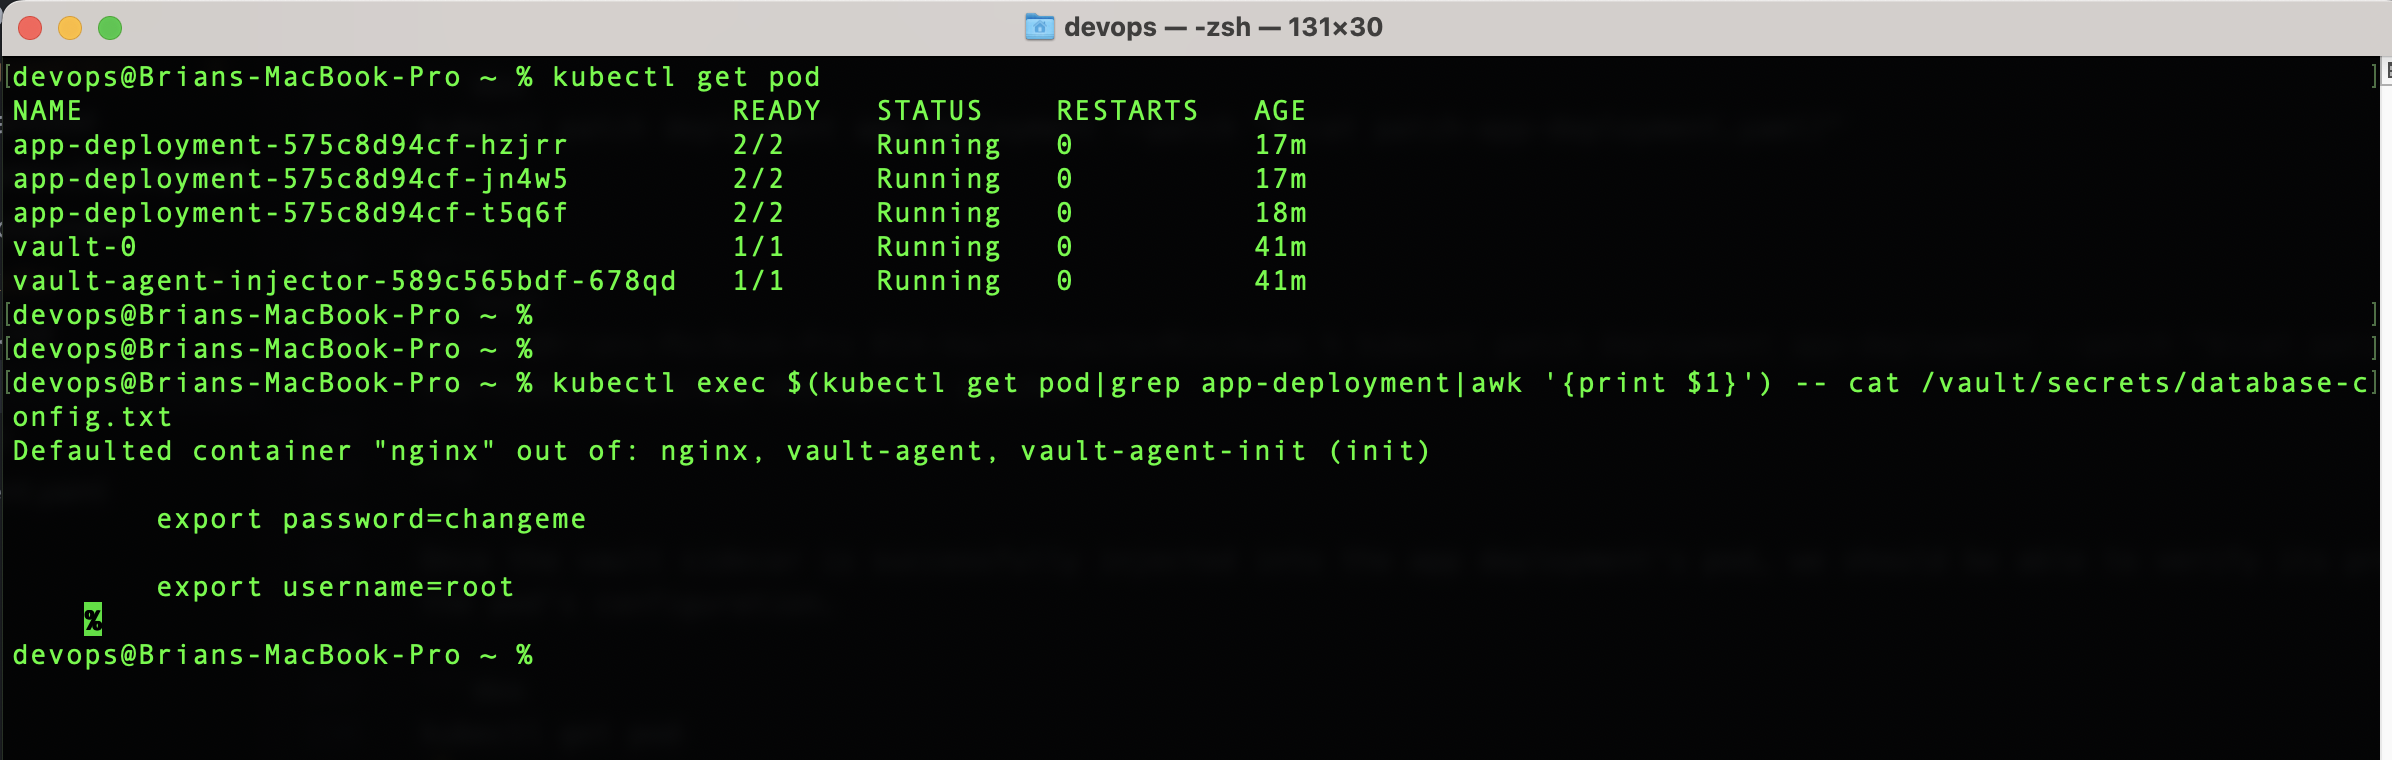 devops — -zsh — 131×30
[devops@Brians-MacBook-Pro ~ % kubectl get pod ]
NAME READY STATUS RESTARTS AGE
app-deployment-575c8d94cf-hzjrr 2/2 Running 0 17m
app-deployment-575c8d94cf-jn4w5 2/2 Running 0 17m
app-deployment-575c8d94cf-t5q6f 2/2 Running 0 18m
vault-0 1/1 Running 0 41m
vault-agent-injector-589c565bdf-678qd 1/1 Running 0 41m
[devops@Brians-MacBook-Pro ~ % ]
[devops@Brians-MacBook-Pro ~ % ]
[devops@Brians-MacBook-Pro ~ % kubectl exec $(kubectl get pod|grep app-deployment|awk '{print $1}') -- cat /vault/secrets/database-c]
onfig.txt
Defaulted container "nginx" out of: nginx, vault-agent, vault-agent-init (init)
export password=changeme
export username=root
%
devops@Brians-MacBook-Pro ~ %